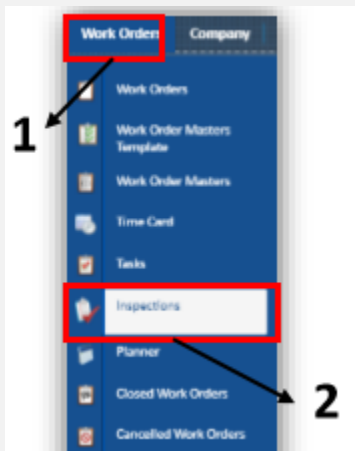 Work Orders Company
1
Work Orders
Work Order Masters
Template
Work Order Masters
Time Card
Tasks
Inspections
Planner
2
Closed Work Orders
Cancelled Work Orders